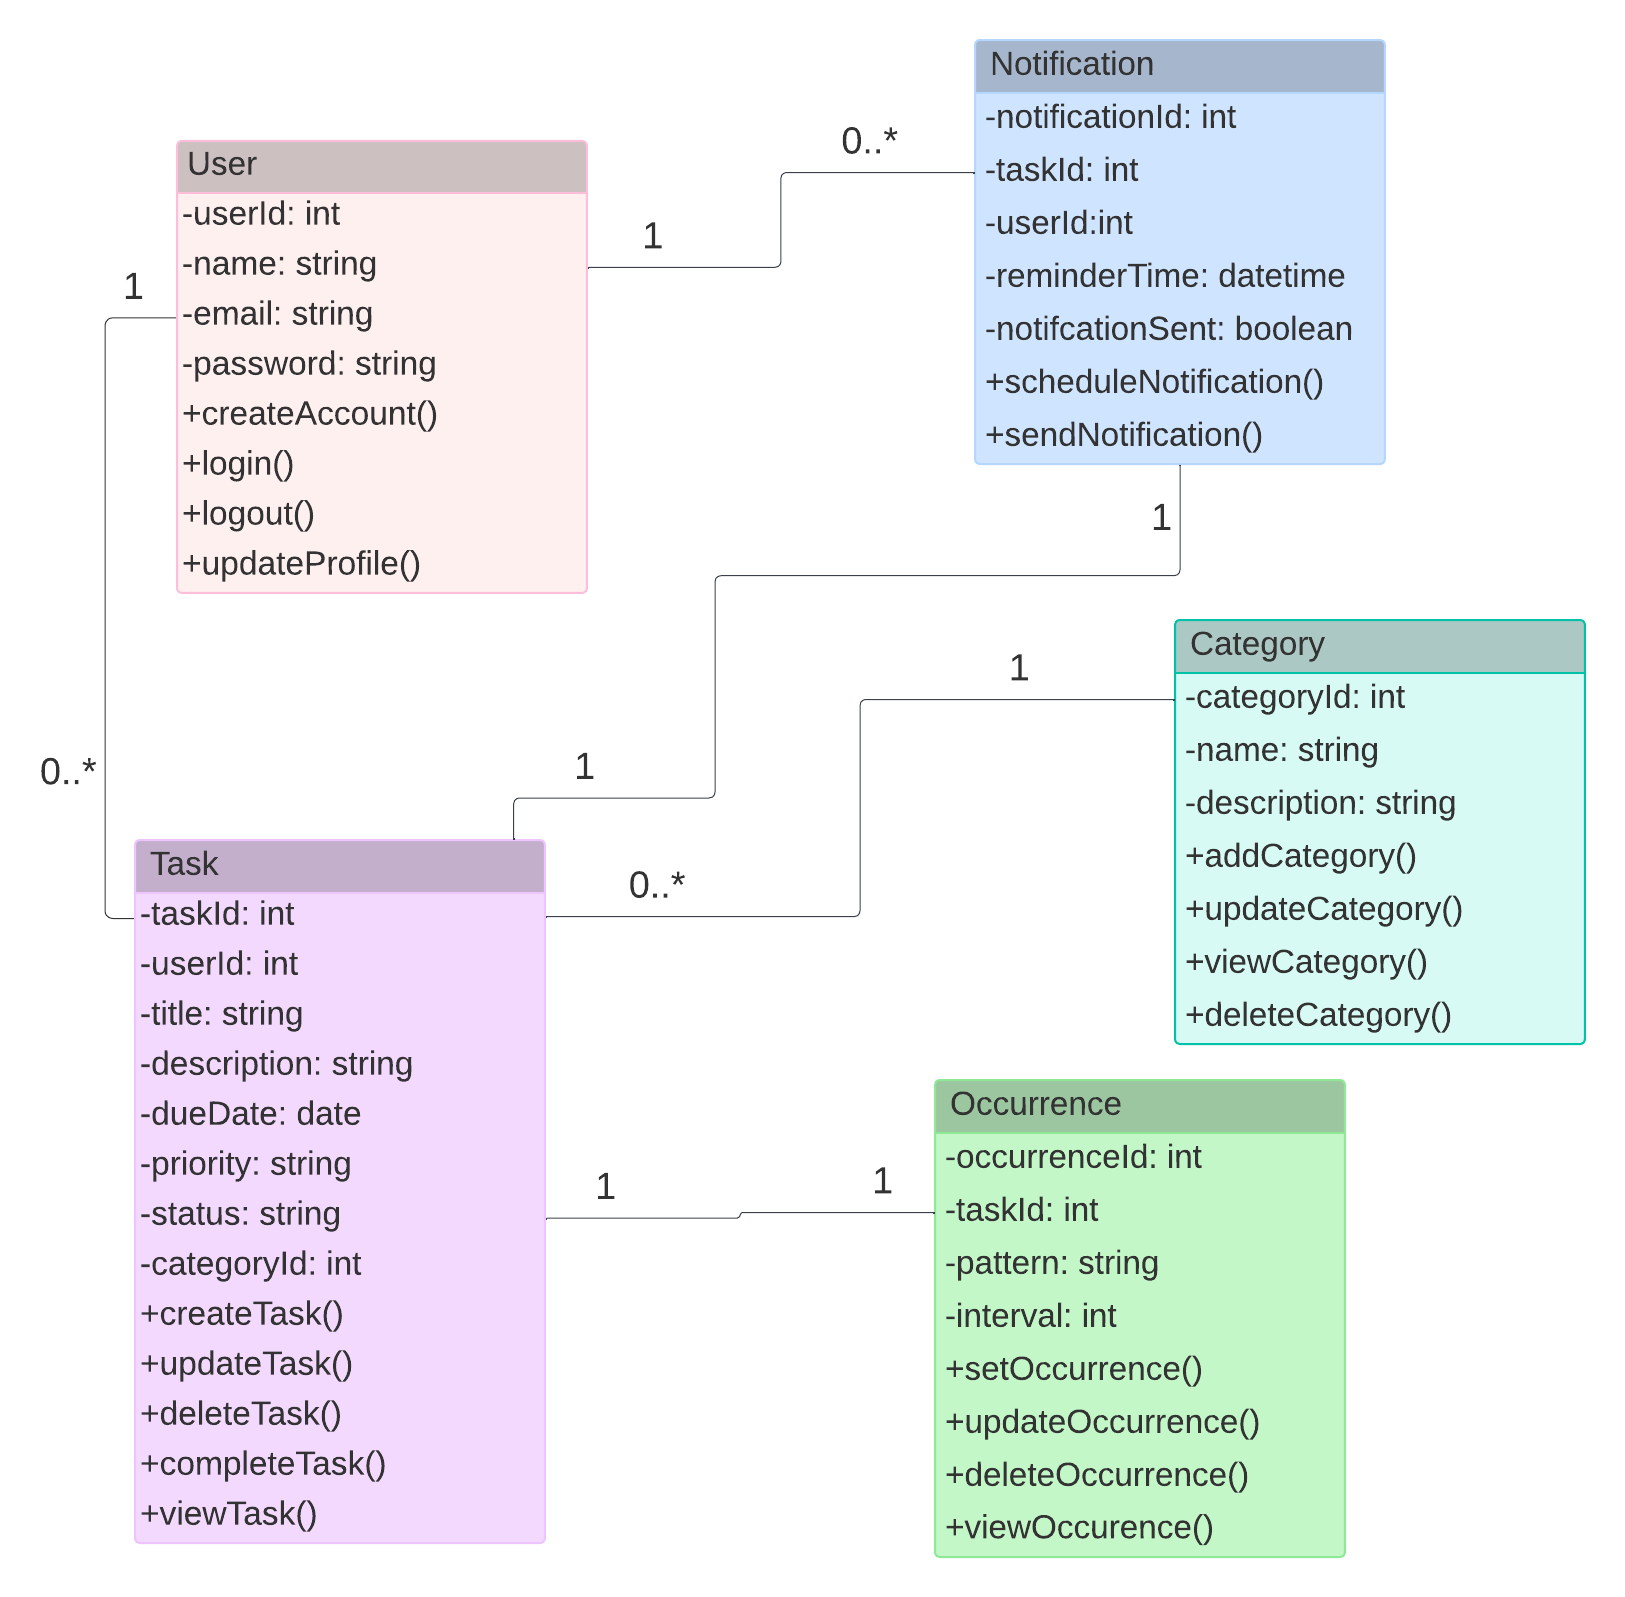 User
-userId: int
-name: string
-email: string
-password: string
+createAccount()
+login()
+logout()
+updateProfile()
1
0..*
1
0..*
Notification
-notificationId: int
-taskId: int
-userId:int
-reminderTime: datetime
-notifcationSent: boolean
+scheduleNotification()
+sendNotification()
1
1
Category
-categoryId: int
-name: string
-description: string
+addCategory()
+updateCategory()
+viewCategory()
+deleteCategory()
1
0..*
Task
-taskId: int
-userId: int
-title: string
-description: string
-dueDate: date
-priority: string
-status: string
-categoryId: int
+createTask()
+updateTask()
+deleteTask()
+completeTask()
+viewTask()
1
1
Occurrence
-occurrenceId: int
-taskId: int
-pattern: string
-interval: int
+setOccurrence()
+updateOccurrence()
+deleteOccurrence()
+viewOccurence()